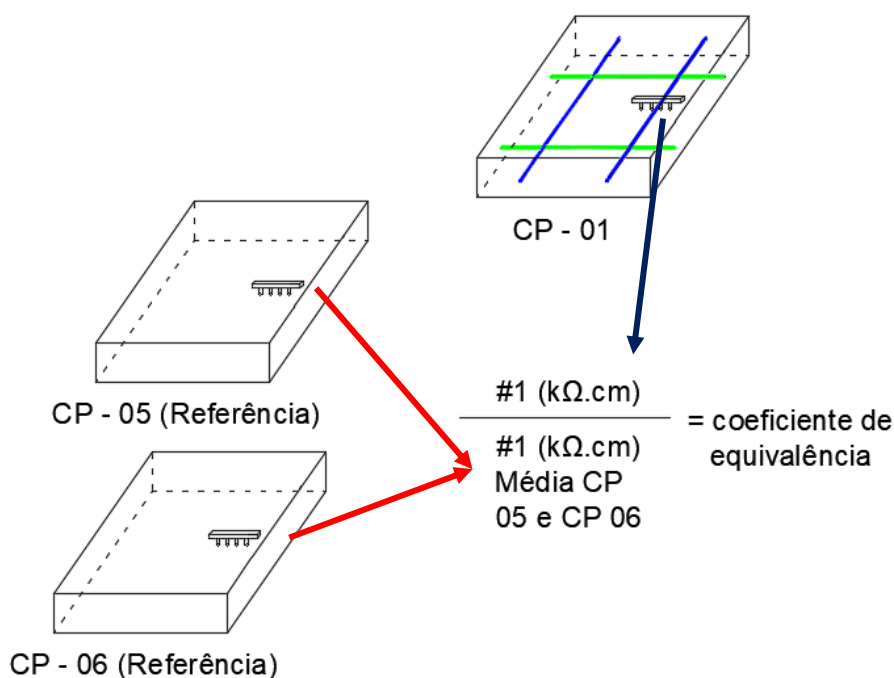 CP - 01
CP - 05 (Referência)
CP - 06 (Referência)
#1 (kΩ.cm)
#1 (kΩ.cm)
Média CP
05 e CP 06
= coeficiente de
equivalência